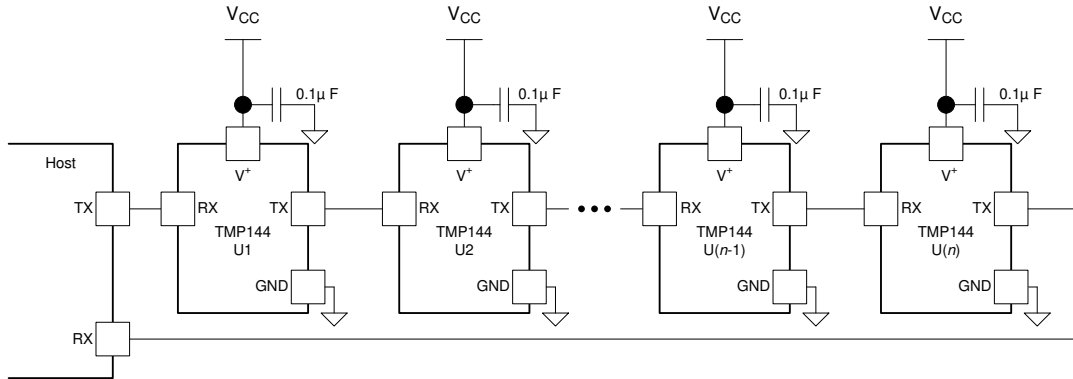 VCC VCC VCC VCC
0.1µ F 0.1µ F 0.1µ F 0.1µ F
Host
V+ V+ V+ V+
TX RX TX RX TX ••• RX TX RX TX
TMP144 TMP144 TMP144 TMP144
U1 U2 U(n-1) U(n)
GND GND GND GND
RX